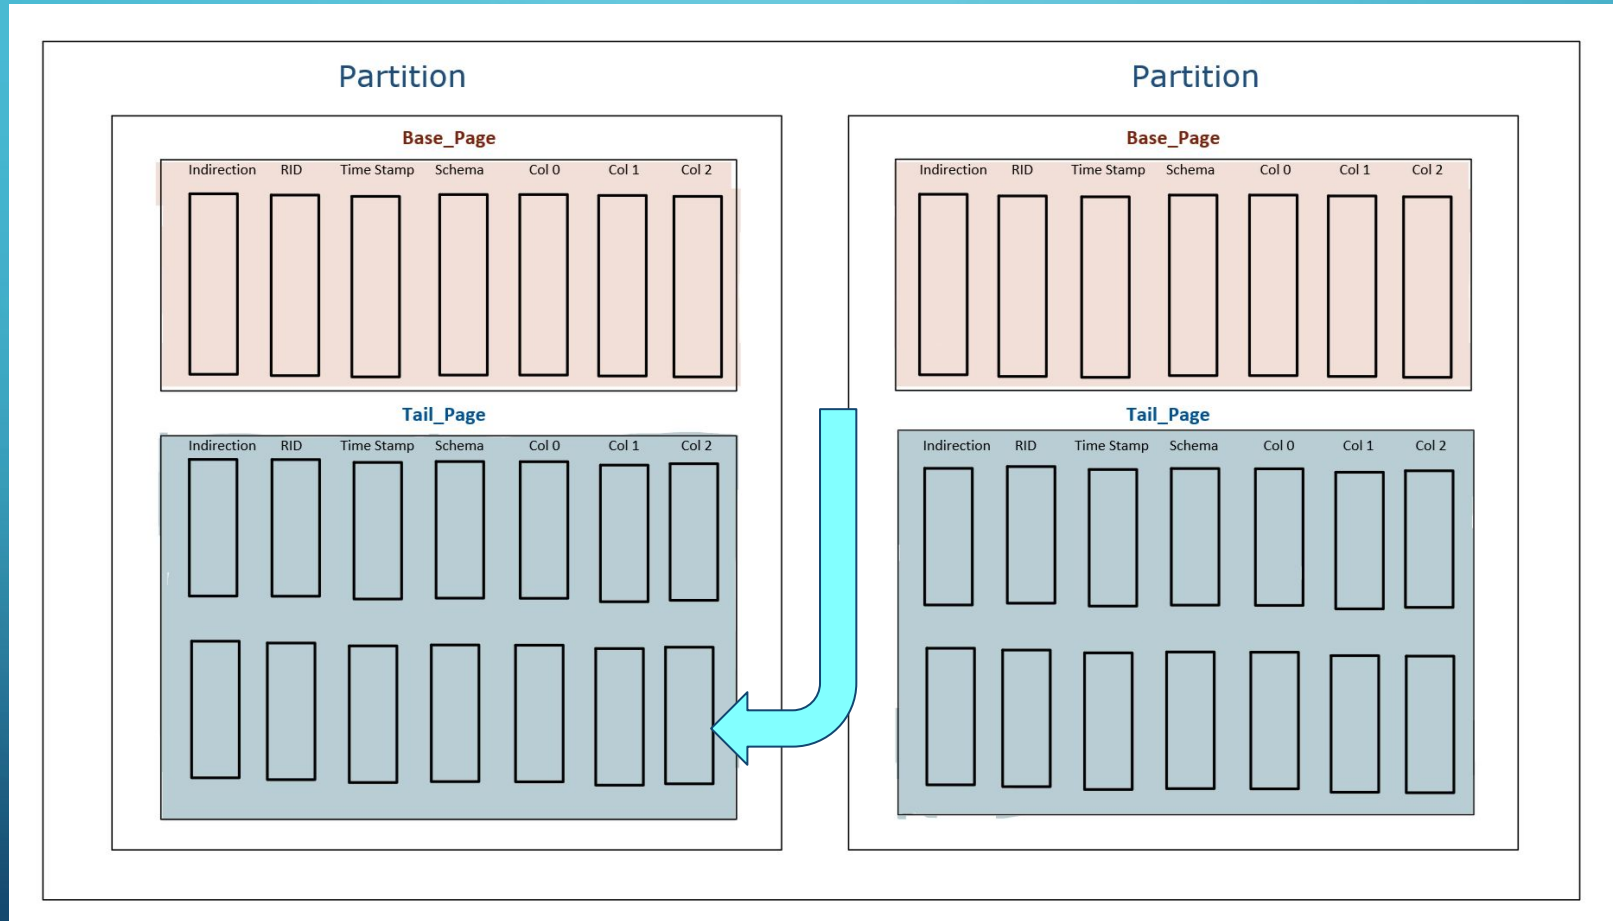 Partition
Base_Page
Indirection RID Time Stamp Schema Col 0 Col 1 Col 2
Tail_Page
Indirection RID Time Stamp Schema Col 0 Col 1 Col 2
Partition
Base_Page
Indirection RID Time Stamp Schema Col 0 Col 1 Col 2
Tail_Page
Indirection RID Time Stamp Schema Col 0 Col 1 Col 2